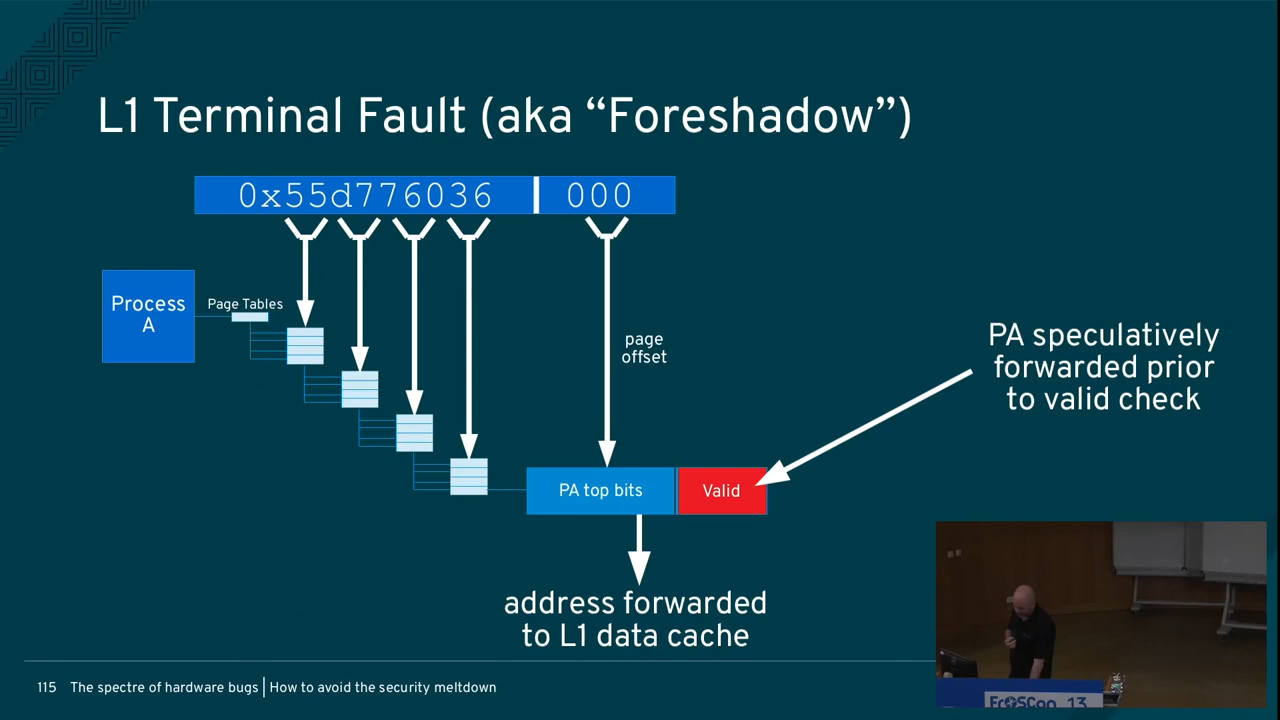 L1 Terminal Fault (aka “Foreshadow”)
0x55d776036
000
Process
A
Page Tables
page
offset
PA speculatively
forwarded prior
to valid check
PA top bits
Valid
address forwarded
to L1 data cache
115 The spectre of hardware bugs | How to avoid the security meltdown
FrOSCon 13